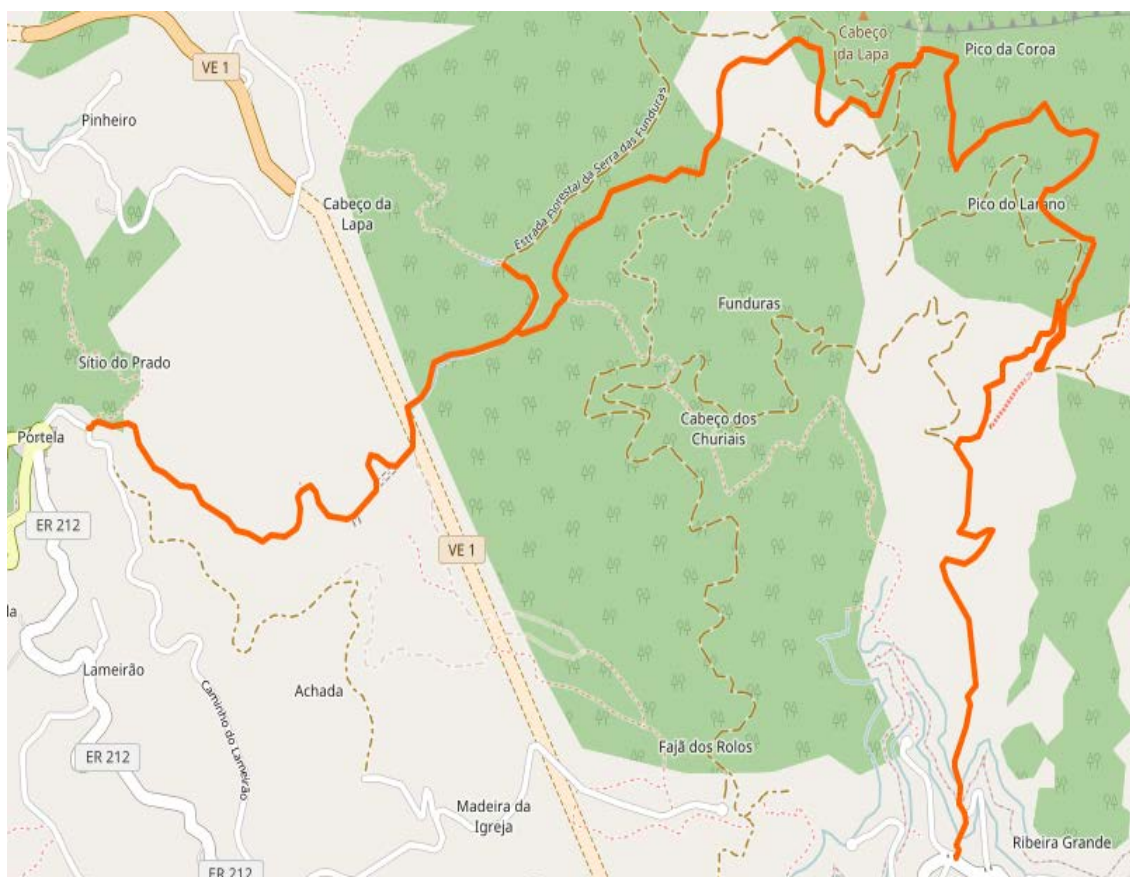 Cabeço
da Lapa
Pico da Coroa
VE 1
Pinheiro
Estrada Florestal da Serra das Funduras
Cabeço da
Lapa
Pico do Larano
Funduras
Sítio do Prado
Cabeço dos
Churiais
Portela
ER 212
VE 1
la
Lameirão
Achada
Caminho do Lameirão
ER 212
Fajã dos Rolos
Madeira da
Igreja
Ribeira Grande
ER 212